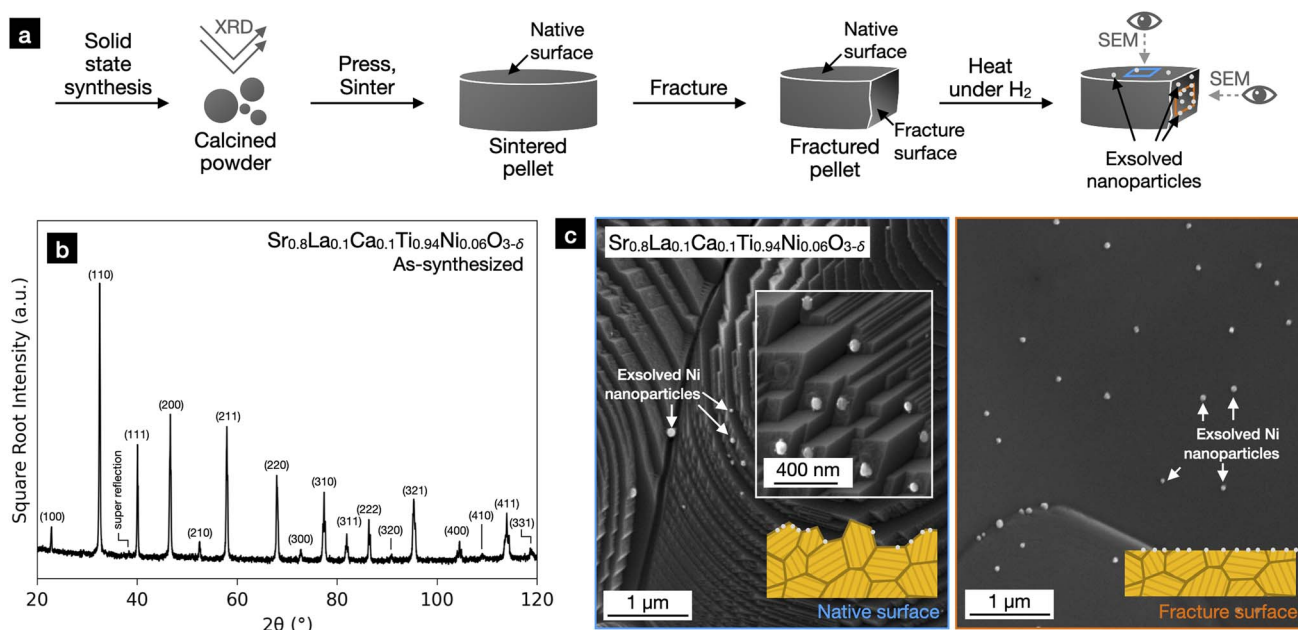 a
Solid
state
synthesis
XRD
Calcined
powder
Press,
Sinter
Native
surface
Sintered
pellet
Fracture
Native
surface
Fracture
surface
Fractured
pellet
Heat
under H₂
SEM
SEM
Exsolved
nanoparticles
b
Sr₀.₈La₀.₁Ca₀.₁Ti₀.₉₄Ni₀.₀₆O₃₋δ
As-synthesized
Square Root Intensity (a.u.)
(100)
(110)
super reflection
(111)
(200)
(210)
(211)
(220)
(300)
(310)
(311)
(222)
(320)
(321)
(400)
(410)
(411)
(331)
20 40 60 80 100 120
2θ (°)
c
Sr₀.₈La₀.₁Ca₀.₁Ti₀.₉₄Ni₀.₀₆O₃₋δ
Exsolved Ni
nanoparticles
400 nm
1 µm
Native surface
Exsolved Ni
nanoparticles
1 µm
Fracture surface